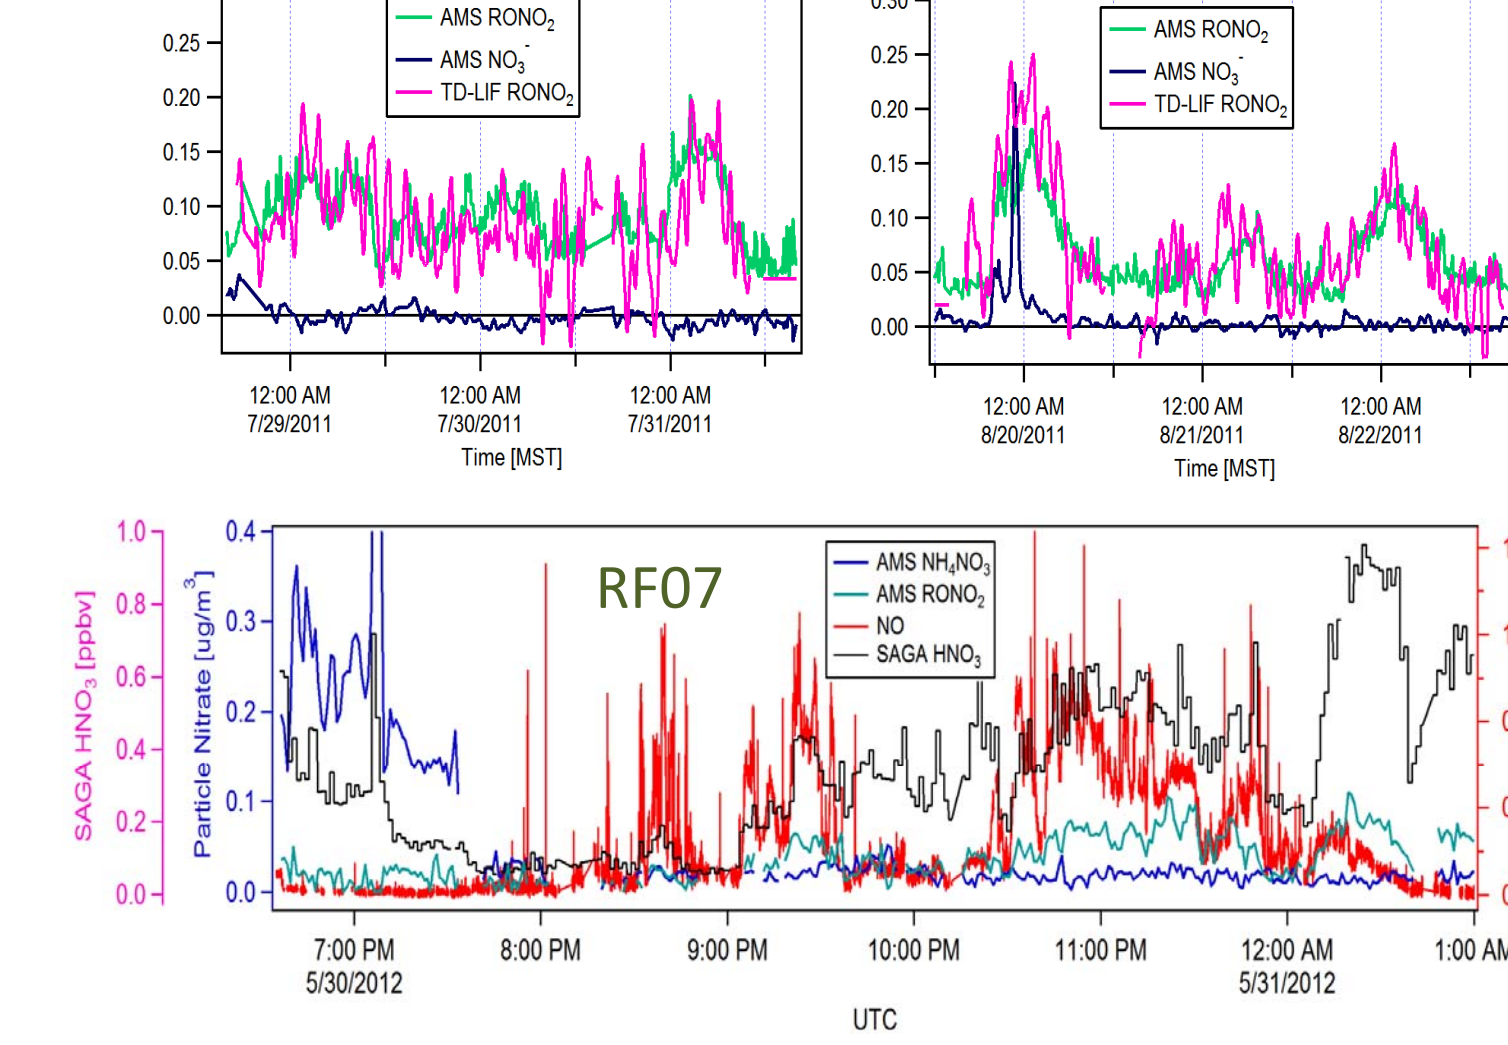 AMS RONO2
AMS NO3-
TD-LIF RONO2
0.25
0.20
0.15
0.10
0.05
0.00
12:00 AM
7/29/2011
12:00 AM
7/30/2011
12:00 AM
7/31/2011
Time [MST]
0.30
AMS RONO2
AMS NO3-
TD-LIF RONO2
0.25
0.20
0.15
0.10
0.05
0.00
12:00 AM
8/20/2011
12:00 AM
8/21/2011
12:00 AM
8/22/2011
Time [MST]
SAGA HNO3 [ppbv]
1.0
0.8
0.6
0.4
0.2
0.0
Particle Nitrate [ug/m3]
0.4
0.3
0.2
0.1
0.0
RF07
AMS NH4NO3
AMS RONO2
NO
SAGA HNO3
7:00 PM
5/30/2012
8:00 PM
9:00 PM
10:00 PM
11:00 PM
12:00 AM
5/31/2012
1:00 AM
UTC